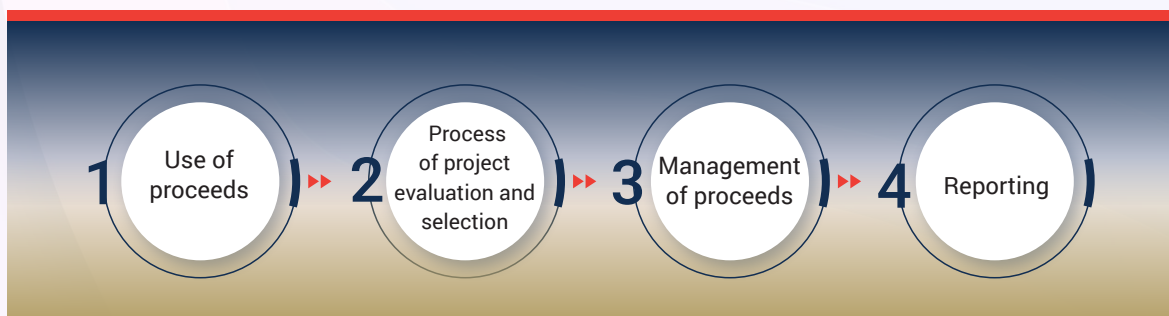 1
Use of
proceeds
2
Process
of project
evaluation and
selection
3
Management
of proceeds
4
Reporting